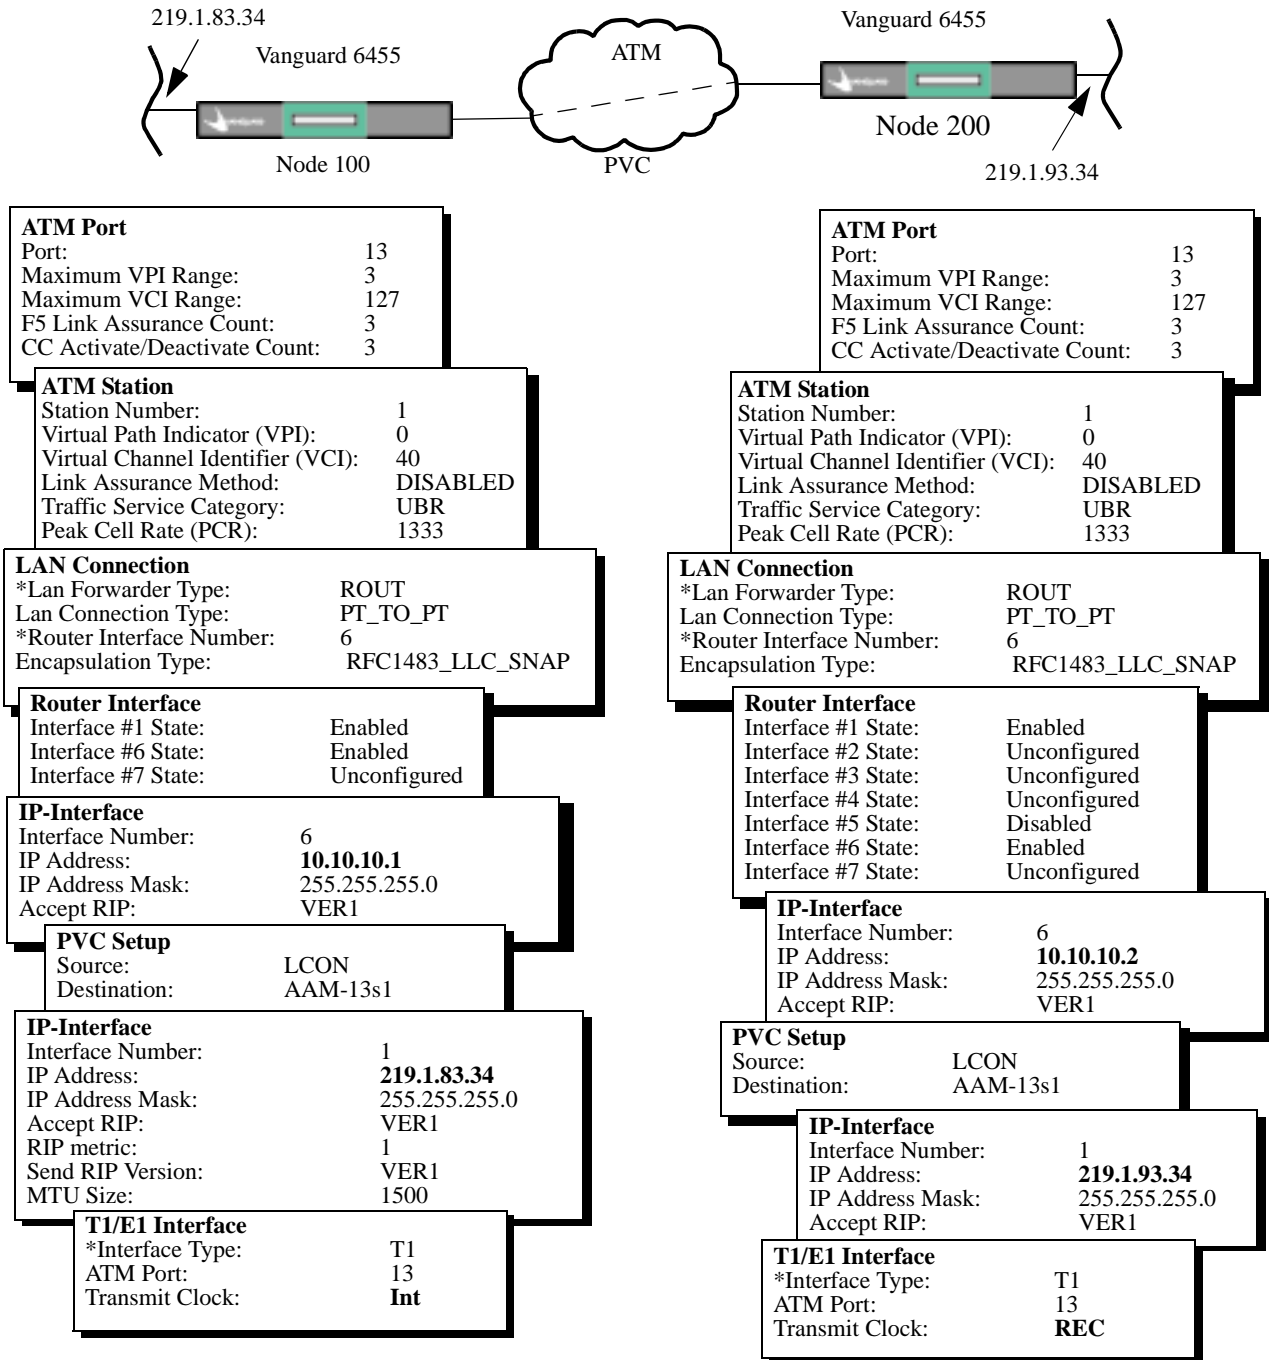 219.1.83.34
Vanguard 6455
ATM
Vanguard 6455
Node 100
PVC
Node 200
219.1.93.34
ATM Port
Port: 13
Maximum VPI Range: 3
Maximum VCI Range: 127
F5 Link Assurance Count: 3
CC Activate/Deactivate Count: 3
ATM Station
Station Number: 1
Virtual Path Indicator (VPI): 0
Virtual Channel Identifier (VCI): 40
Link Assurance Method: DISABLED
Traffic Service Category: UBR
Peak Cell Rate (PCR): 1333
LAN Connection
*Lan Forwarder Type: ROUT
Lan Connection Type: PT_TO_PT
*Router Interface Number: 6
Encapsulation Type: RFC1483_LLC_SNAP
Router Interface
Interface #1 State: Enabled
Interface #6 State: Enabled
Interface #7 State: Unconfigured
IP-Interface
Interface Number: 6
IP Address: 10.10.10.1
IP Address Mask: 255.255.255.0
Accept RIP: VER1
PVC Setup
Source: LCON
Destination: AAM-13s1
IP-Interface
Interface Number: 1
IP Address: 219.1.83.34
IP Address Mask: 255.255.255.0
Accept RIP: VER1
RIP metric: 1
Send RIP Version: VER1
MTU Size: 1500
T1/E1 Interface
*Interface Type: T1
ATM Port: 13
Transmit Clock: Int
ATM Port
Port: 13
Maximum VPI Range: 3
Maximum VCI Range: 127
F5 Link Assurance Count: 3
CC Activate/Deactivate Count: 3
ATM Station
Station Number: 1
Virtual Path Indicator (VPI): 0
Virtual Channel Identifier (VCI): 40
Link Assurance Method: DISABLED
Traffic Service Category: UBR
Peak Cell Rate (PCR): 1333
LAN Connection
*Lan Forwarder Type: ROUT
Lan Connection Type: PT_TO_PT
*Router Interface Number: 6
Encapsulation Type: RFC1483_LLC_SNAP
Router Interface
Interface #1 State: Enabled
Interface #2 State: Unconfigured
Interface #3 State: Unconfigured
Interface #4 State: Unconfigured
Interface #5 State: Disabled
Interface #6 State: Enabled
Interface #7 State: Unconfigured
IP-Interface
Interface Number: 6
IP Address: 10.10.10.2
IP Address Mask: 255.255.255.0
Accept RIP: VER1
PVC Setup
Source: LCON
Destination: AAM-13s1
IP-Interface
Interface Number: 1
IP Address: 219.1.93.34
IP Address Mask: 255.255.255.0
Accept RIP: VER1
T1/E1 Interface
*Interface Type: T1
ATM Port: 13
Transmit Clock: REC